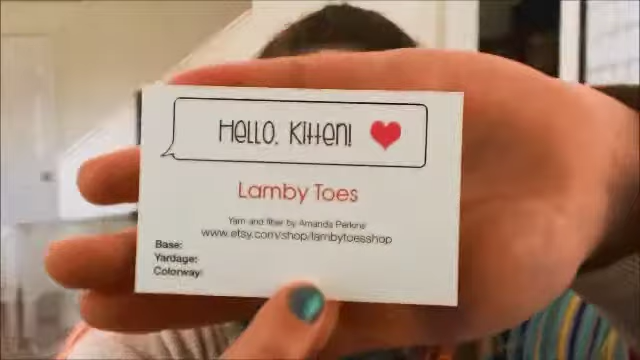 Hello, Kitten!
Lamby Toes
Yarn and fiber by Amanda Perkins
www.etsy.com/shop/lambytoesshop
Base:
Yardage:
Colorway: